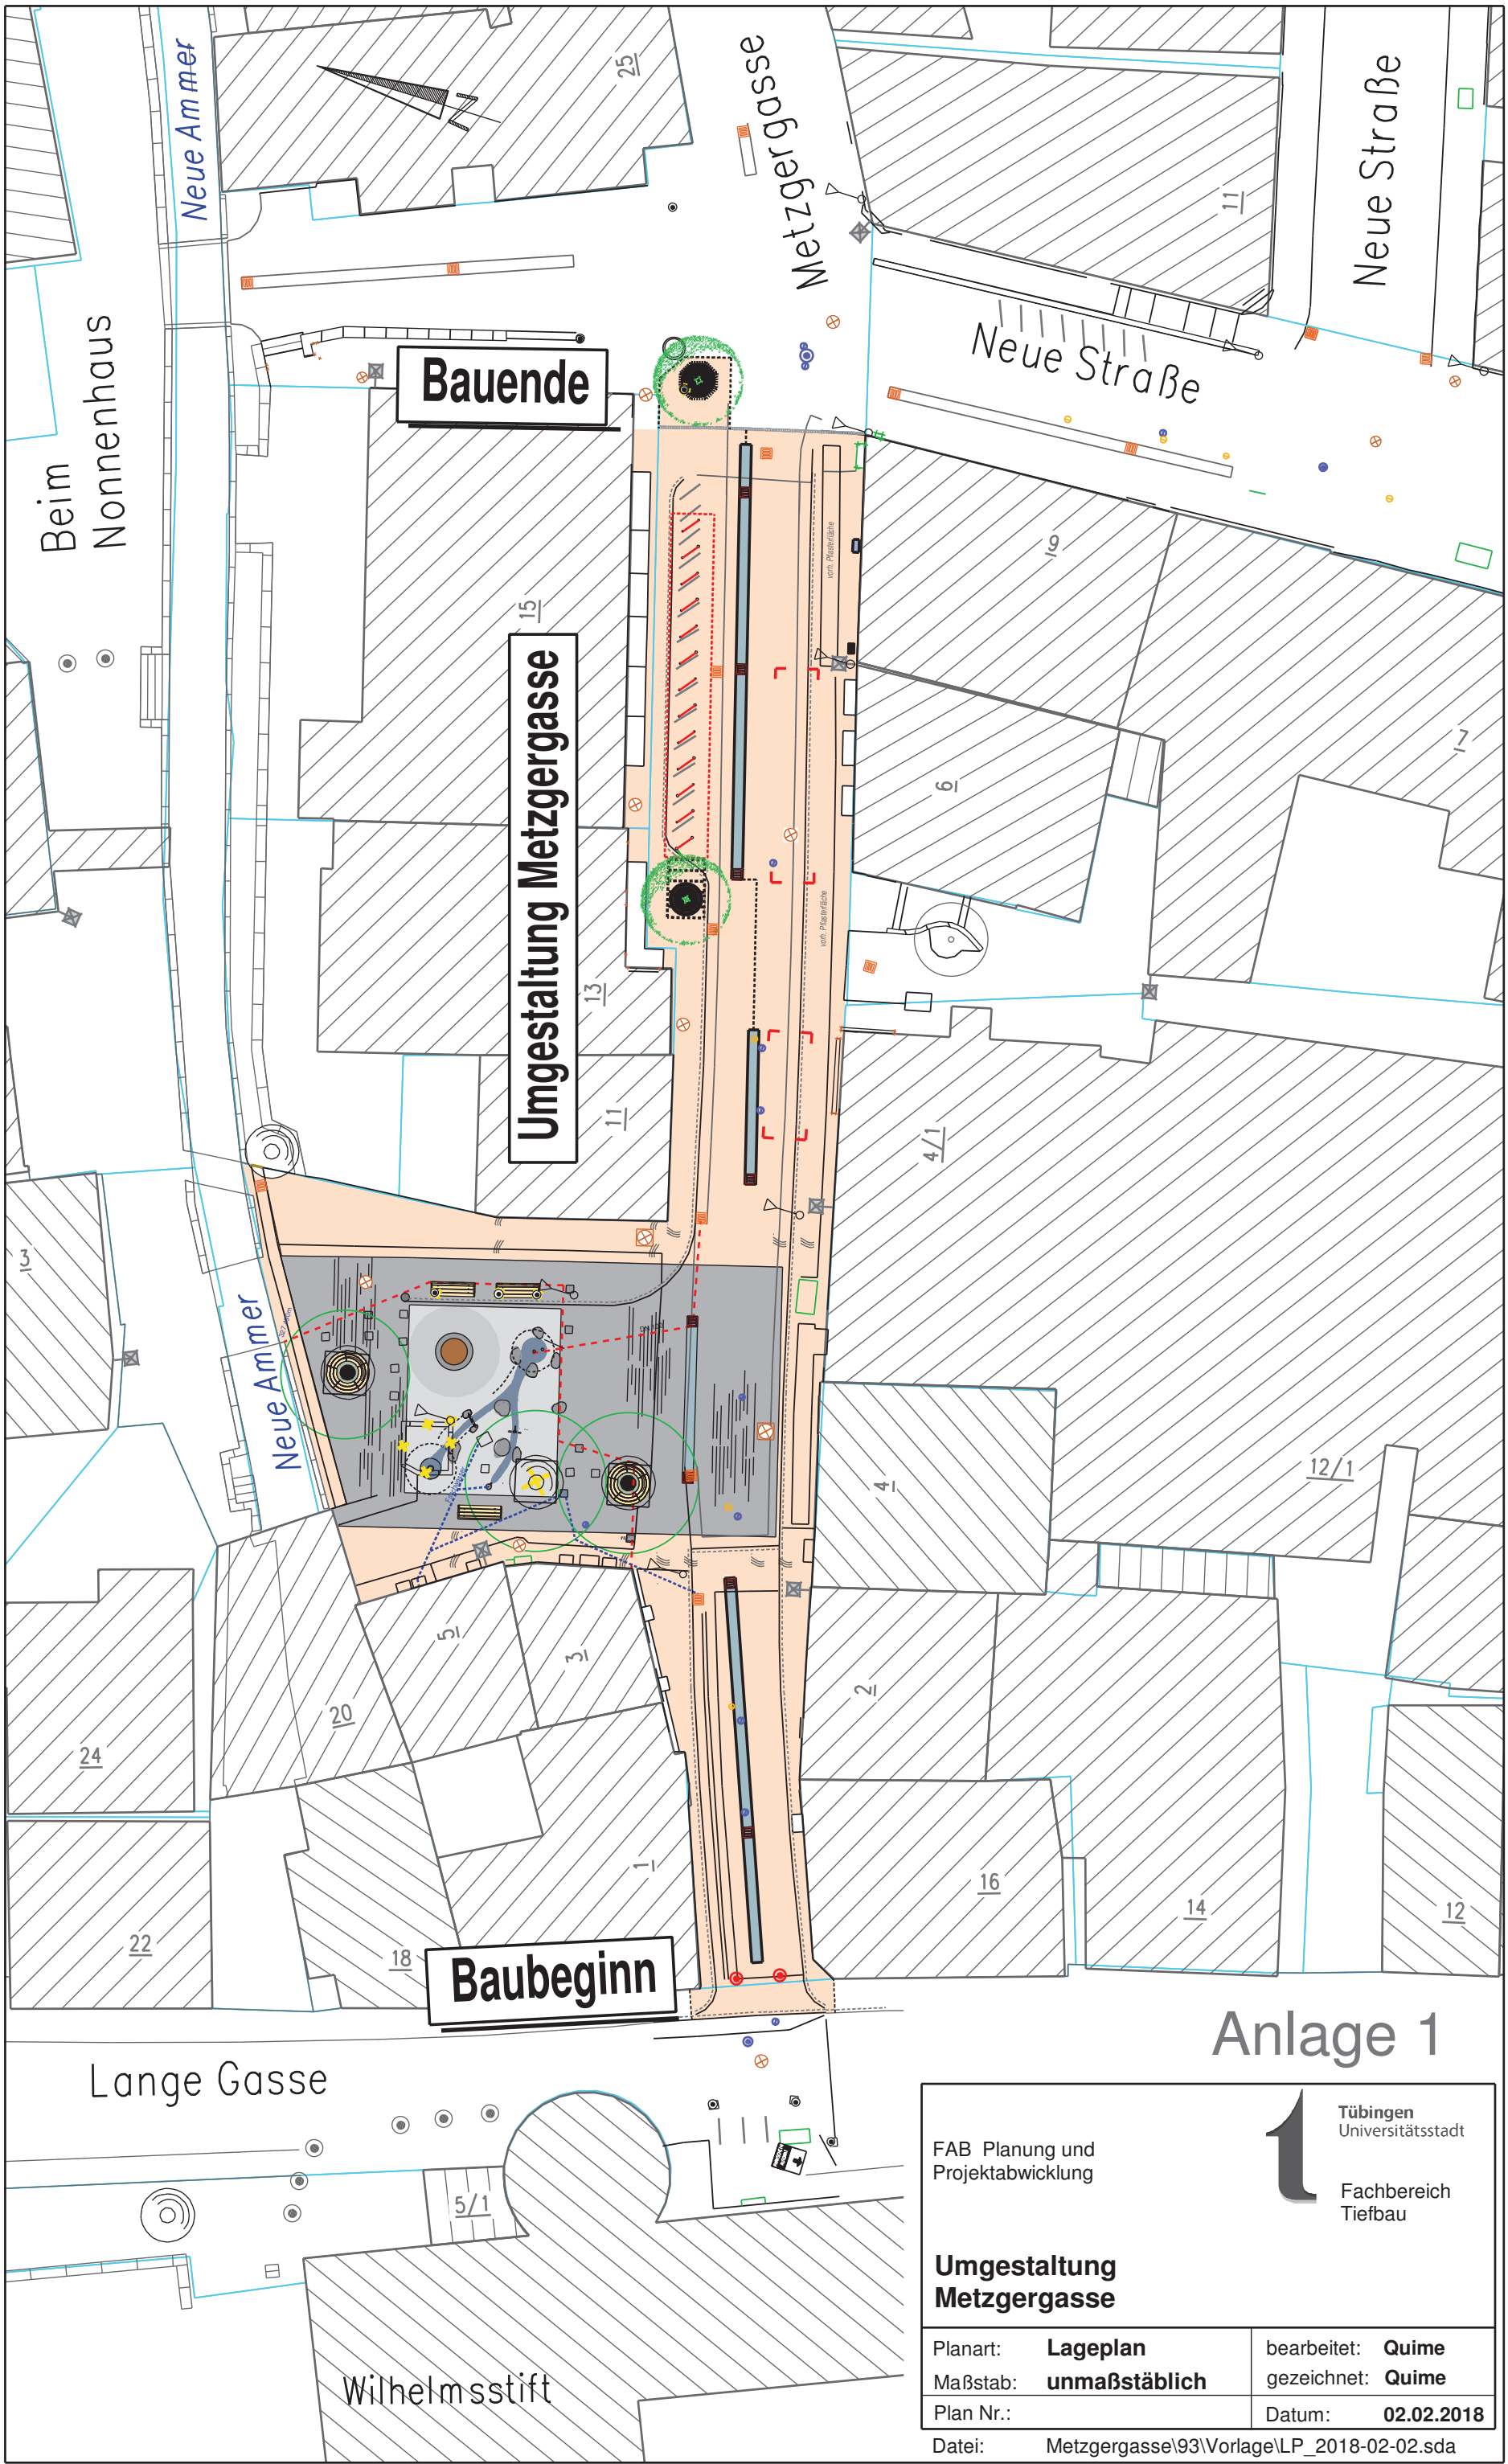 Neue Ammer
25
Metzgergasse
11
Neue Straße
N
Neue Straße
Beim
Nonnenhaus
Bauende
vorh. Pflasterfläche
9
15
7
6
Umgestaltung Metzgergasse
vorh. Pflasterfläche
13
11
4/1
3
Neue Ammer
12/1
4
5
3
2
20
24
1
16
14
12
22
18
Baubeginn
Anlage 1
Lange Gasse
5/1
Wilhelmsstift
FAB Planung und
Projektabwicklung
Tübingen
Universitätsstadt
Fachbereich
Tiefbau
Umgestaltung
Metzgergasse
Planart: Lageplan
bearbeitet: Quime
Maßstab: unmaßstäblich
gezeichnet: Quime
Plan Nr.:
Datum: 02.02.2018
Datei: Metzgergasse\93\Vorlage\LP_2018-02-02.sda